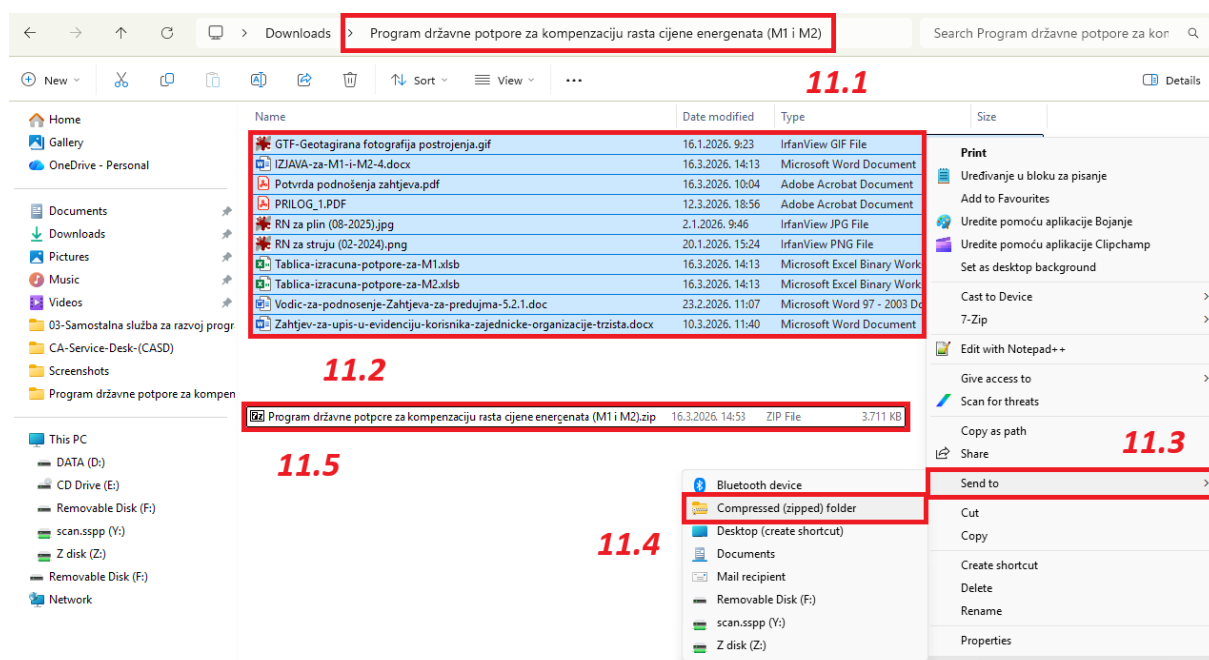 Downloads > Program državne potpore za kompenzaciju rasta cijene energenata (M1 i M2)
Search Program državne potpore za kon
New
Sort
View
Details
11.1
Home
Gallery
OneDrive - Personal
Documents
Downloads
Pictures
Music
Videos
03-Samostalna služba za razvoj progr
CA-Service-Desk-(CASD)
Screenshots
Program državne potpore za kompen
This PC
DATA (D:)
CD Drive (E:)
Removable Disk (F:)
scan.sspp (Y:)
Z disk (Z:)
Removable Disk (F:)
Network
Name Date modified Type Size
GTF-Geotagirana fotografija postrojenja.gif 16.1.2026. 9:23 IrfanView GIF File
IZJAVA-za-M1-i-M2-4.docx 16.3.2026. 14:13 Microsoft Word Document
Potvrda podnošenja zahtjeva.pdf 16.3.2026. 10:04 Adobe Acrobat Document
PRILOG_1.PDF 12.3.2026. 18:56 Adobe Acrobat Document
RN za plin (08-2025).jpg 2.1.2026. 9:46 IrfanView JPG File
RN za struju (02-2024).png 20.1.2026. 15:24 IrfanView PNG File
Tablica-izracuna-potpore-za-M1.xlsb 16.3.2026. 14:13 Microsoft Excel Binary Work
Tablica-izracuna-potpore-za-M2.xlsb 16.3.2026. 14:13 Microsoft Excel Binary Work
Vodic-za-podnosenje-Zahtjeva-za-predujma-5.2.1.doc 23.2.2026. 11:07 Microsoft Word 97 - 2003 Do
Zahtjev-za-upis-u-evidenciju-korisnika-zajednicke-organizacije-trzista.docx 10.3.2026. 11:40 Microsoft Word Document
11.2
Program državne potpore za kompenzaciju rasta cijene energenata (M1 i M2).zip 16.3.2026. 14:53 ZIP File 3.711 KB
11.5
Print
Uređivanje u bloku za pisanje
Add to Favourites
Uredite pomoću aplikacije Bojanje
Uredite pomoću aplikacije Clipchamp
Set as desktop background
Cast to Device
7-Zip
Edit with Notepad++
Give access to
Scan for threats
Copy as path
Share
11.3
Send to
Cut
Copy
Create shortcut
Delete
Rename
Properties
Bluetooth device
Compressed (zipped) folder
11.4
Desktop (create shortcut)
Documents
Mail recipient
Removable Disk (F:)
scan.sspp (Y:)
Z disk (Z:)